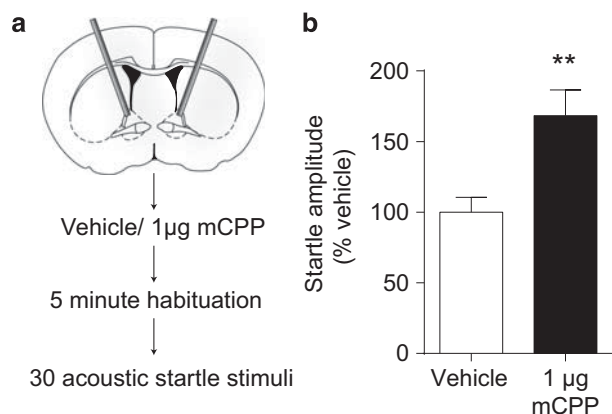 a
Vehicle/ 1µg mCPP
5 minute habituation
30 acoustic startle stimuli
b
Startle amplitude
(% vehicle)
200
150
100
50
0
**
Vehicle
1 µg
mCPP